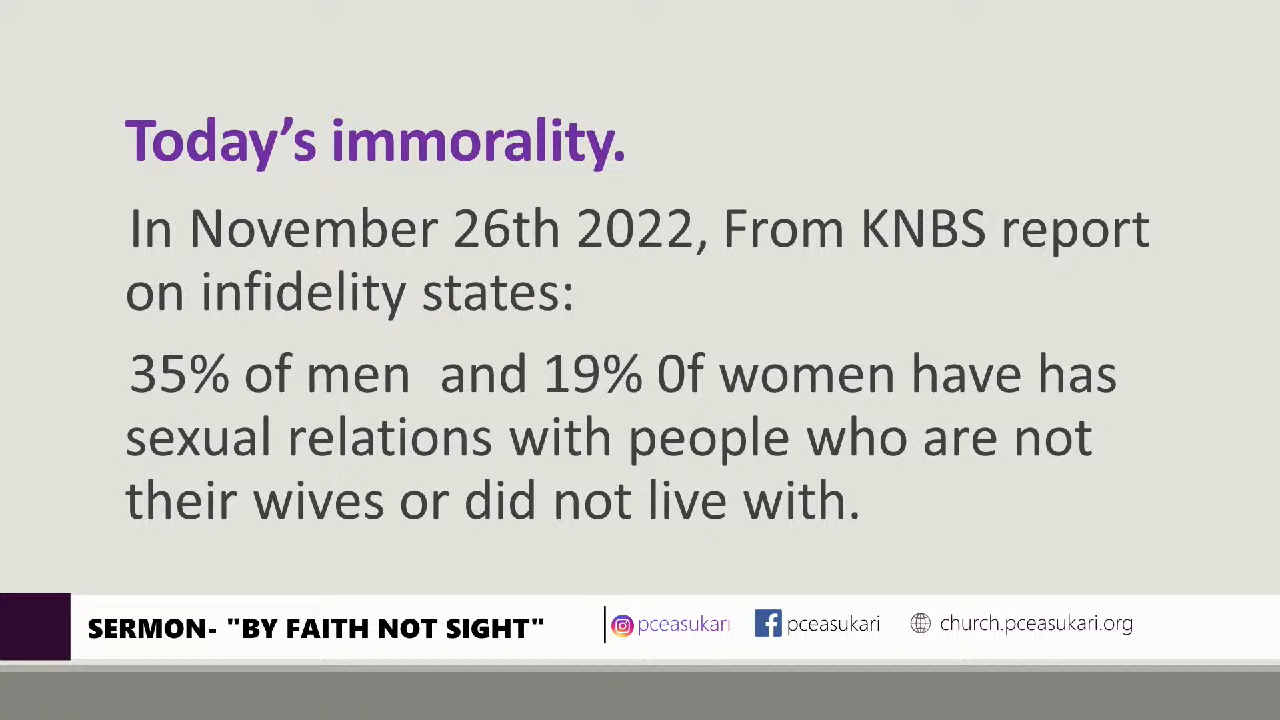 Today’s immorality.
In November 26th 2022, From KNBS report
on infidelity states:
35% of men  and 19% 0f women have has
sexual relations with people who are not
their wives or did not live with.
SERMON- "BY FAITH NOT SIGHT"
pceasukari
pceasukari
church.pceasukari.org